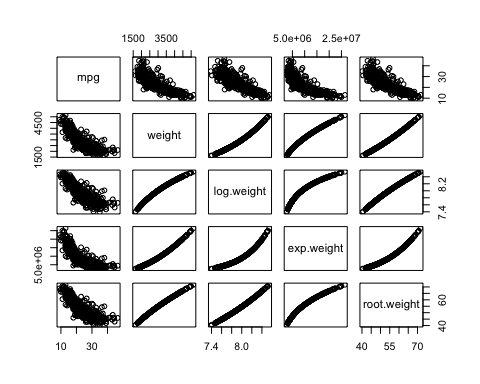 1500 3500 5.0e+06 2.5e+07
mpg
10 30
weight
1500 4500
log.weight
7.4 8.2
exp.weight
5.0e+06
root.weight
40 60
10 30 7.4 8.0 40 55 70